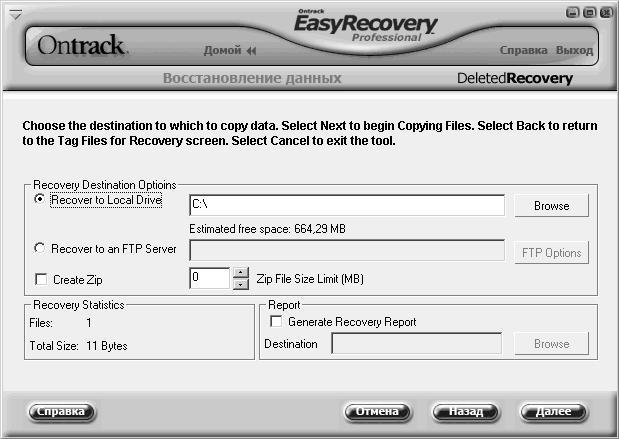 Ontrack
EasyRecovery
Professional
Ontrack.
Домой
Справка Выход
Восстановление данных
DeletedRecovery
Choose the destination to which to copy data. Select Next to begin Copying Files. Select Back to return
to the Tag Files for Recovery screen. Select Cancel to exit the tool.
Recovery Destination Optioins
Recover to Local Drive
C:\
Browse
Estimated free space: 664,29 MB
Recover to an FTP Server
FTP Options
Create Zip
0
Zip File Size Limit (MB)
Recovery Statistics
Files: 1
Total Size: 11 Bytes
Report
Generate Recovery Report
Destination
Browse
Справка
Отмена
Назад
Далее